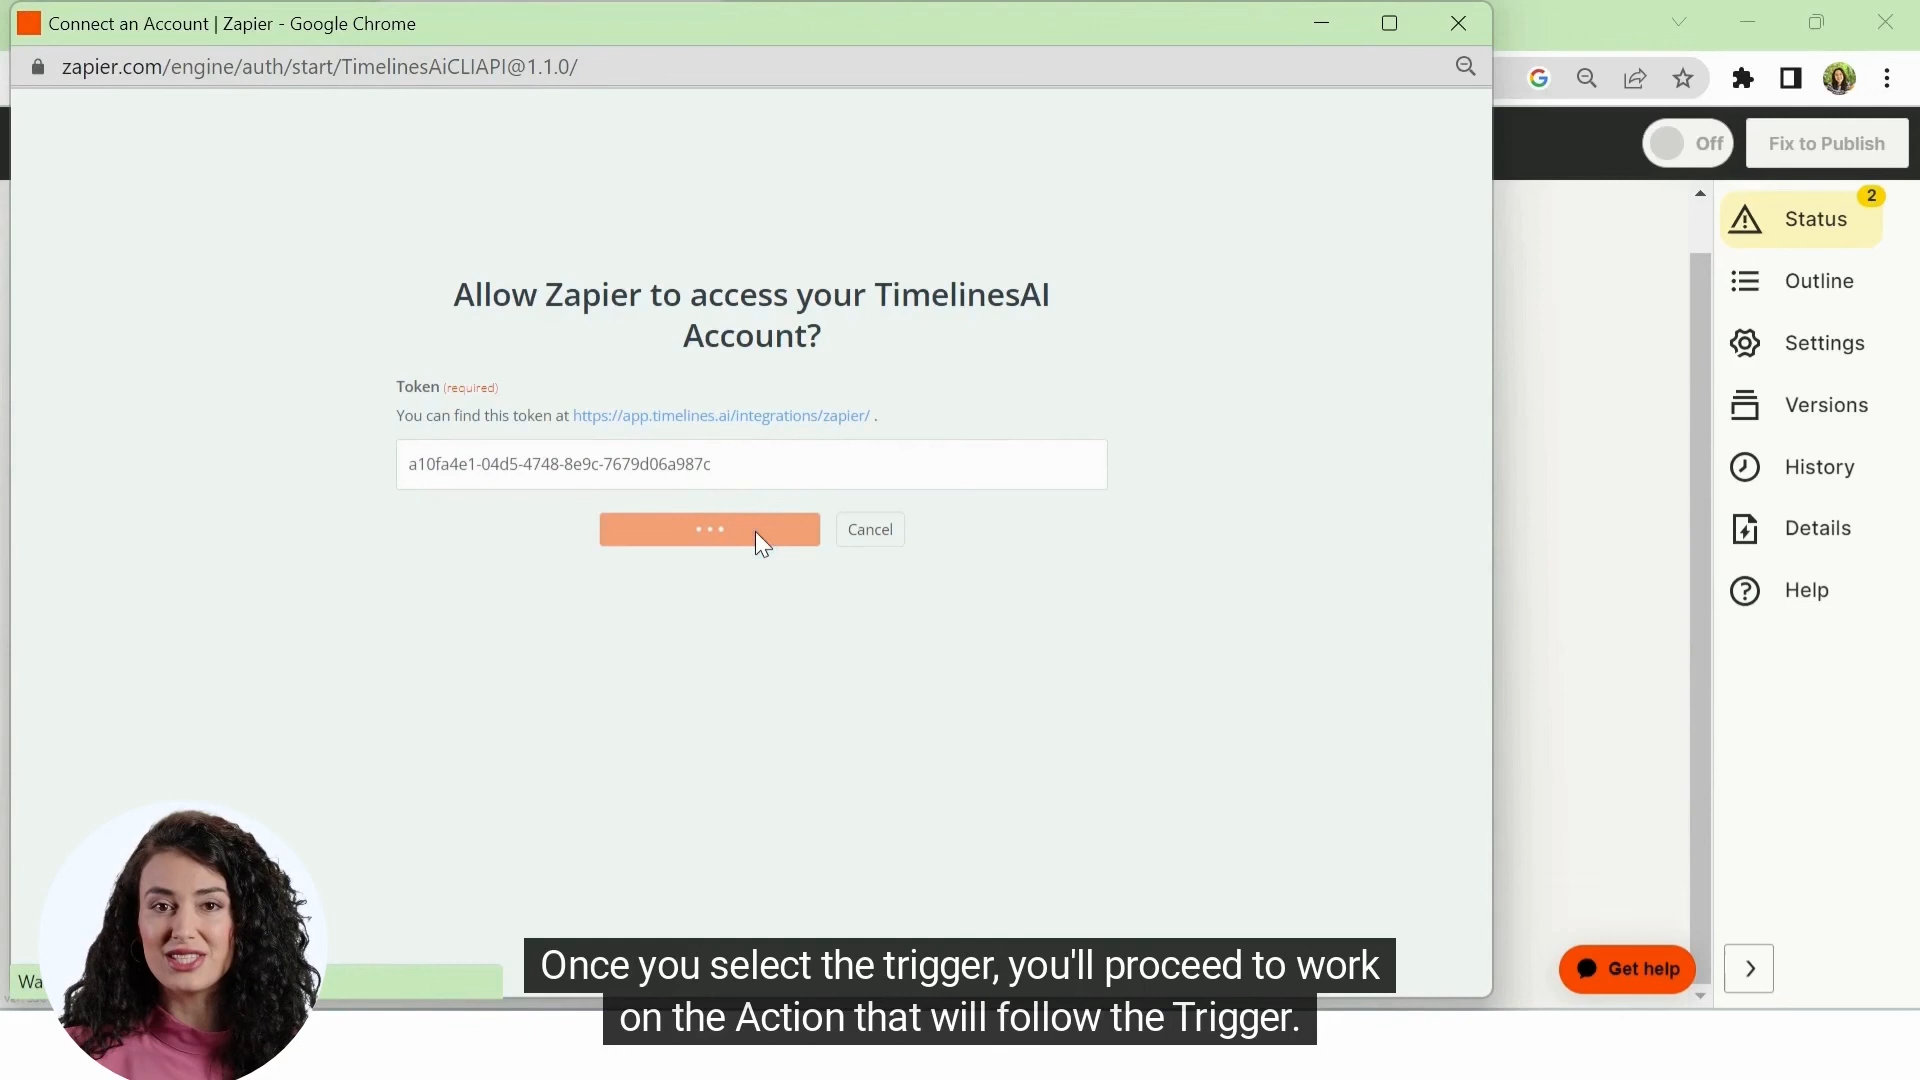 Connect an Account | Zapier - Google Chrome
zapier.com/engine/auth/start/TimelinesAiCLIAPI@1.1.0/
Off
Fix to Publish
2
Status
Outline
Settings
Versions
History
Details
Help
Allow Zapier to access your TimelinesAI
Account?
Token (required)
You can find this token at https://app.timelines.ai/integrations/zapier/ .
a10fa4e1-04d5-4748-8e9c-7679d06a987c
Cancel
Wa
Get help
Once you select the trigger, you'll proceed to work
on the Action that will follow the Trigger.